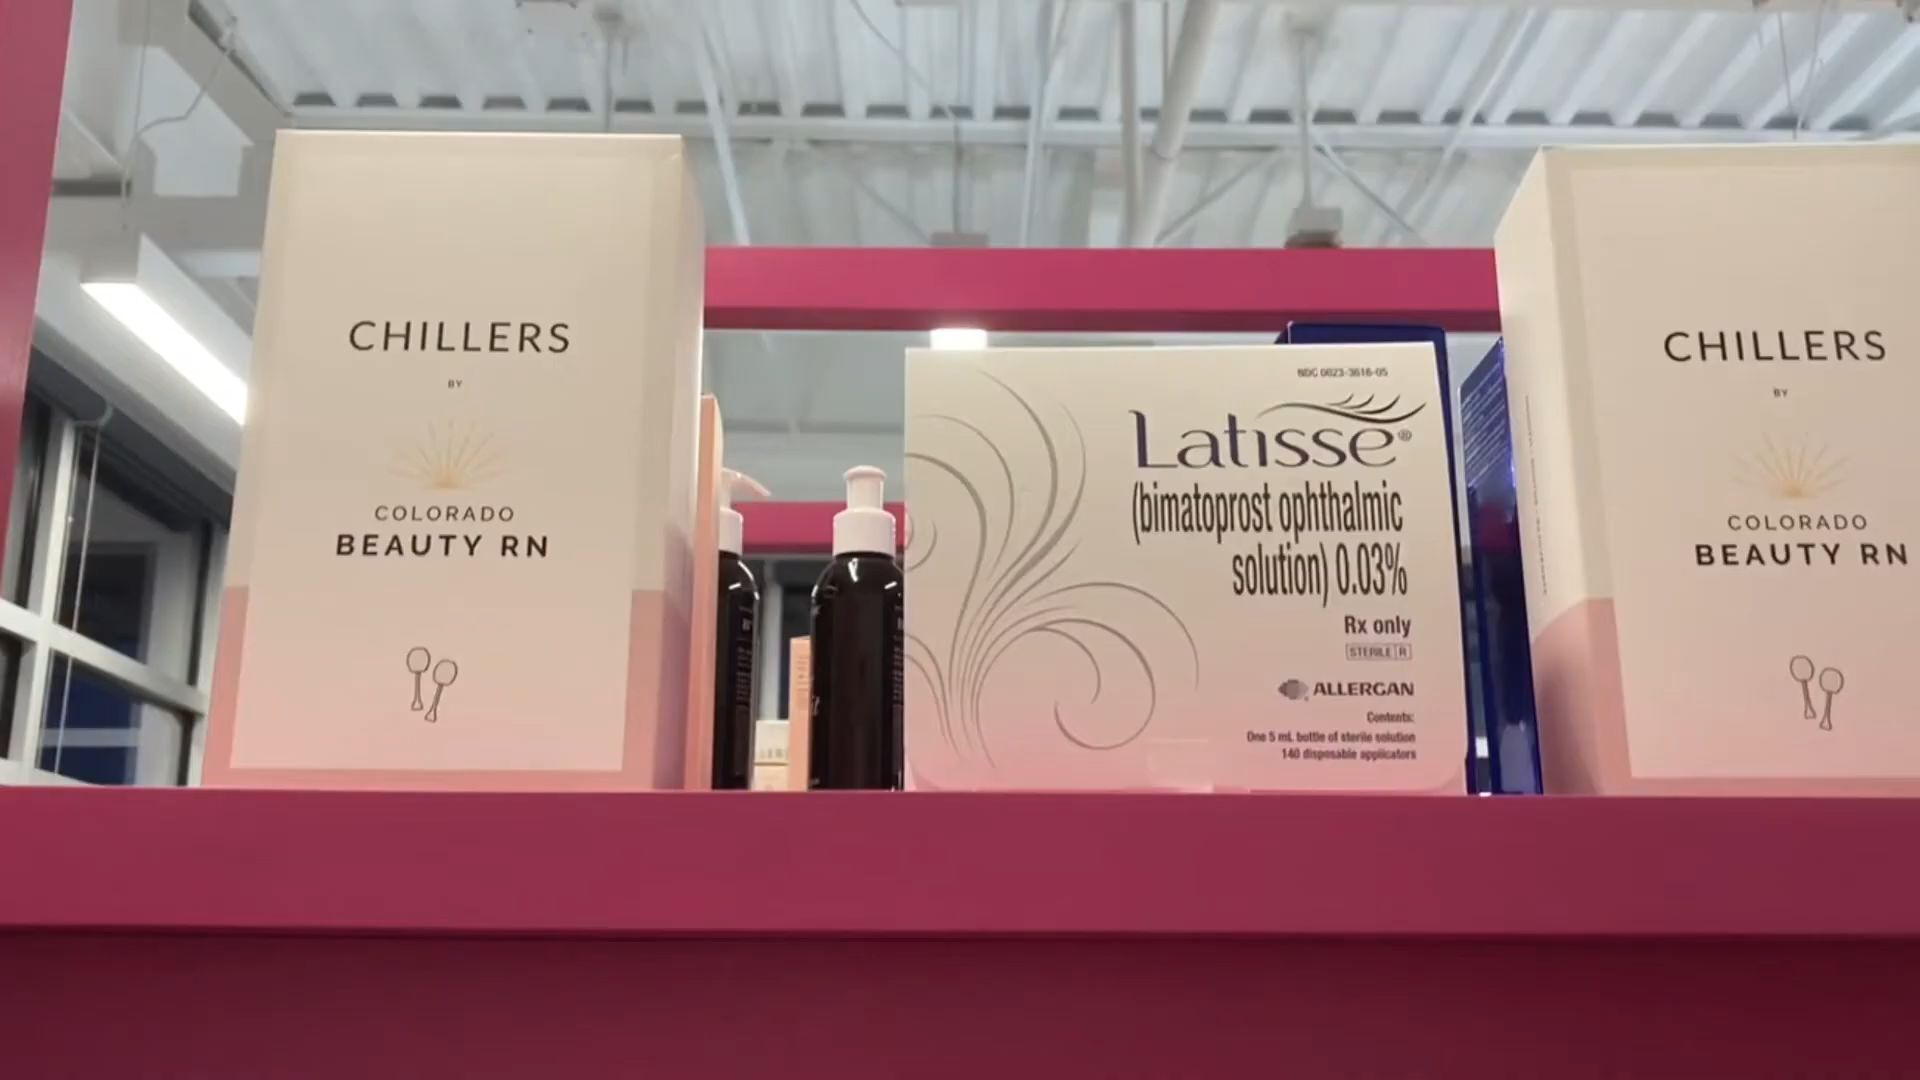 CHILLERS
BY
COLORADO
BEAUTY RN
NDC 0023-3616-05
Latisse®
(bimatoprost ophthalmic
solution) 0.03%
Rx only
STERILE R
ALLERGAN
Contents:
One 5 mL bottle of sterile solution
140 disposable applicators
CHILLERS
BY
COLORADO
BEAUTY RN